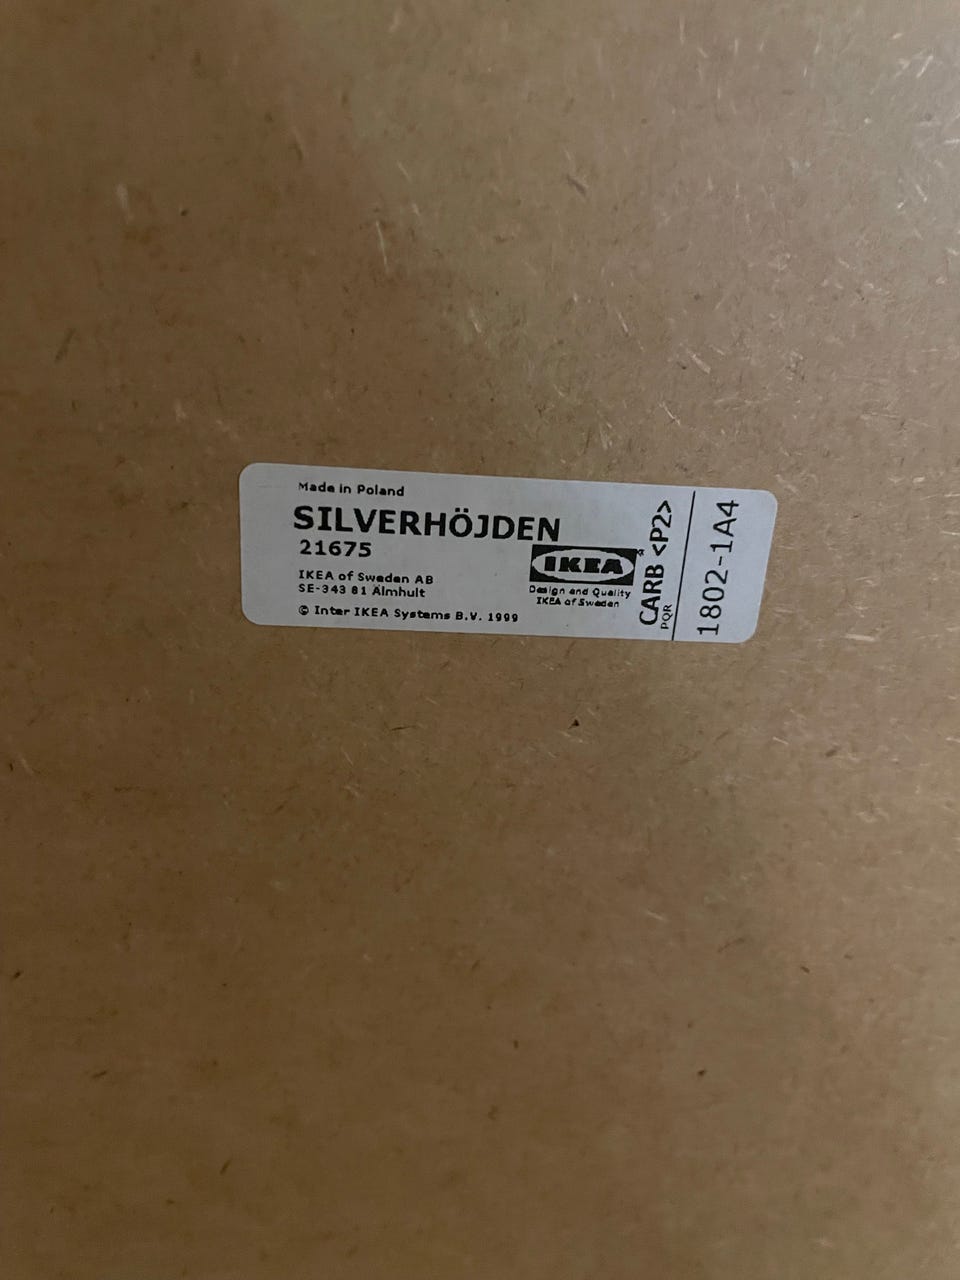 Made in Poland
SILVERHÖJDEN
21675
IKEA of Sweden AB
SE-343 81 Älmhult
© Inter IKEA Systems B.V. 1999
IKEA®
Design and Quality
IKEA of Sweden
CARB <P2>
PQR
1802-1A4